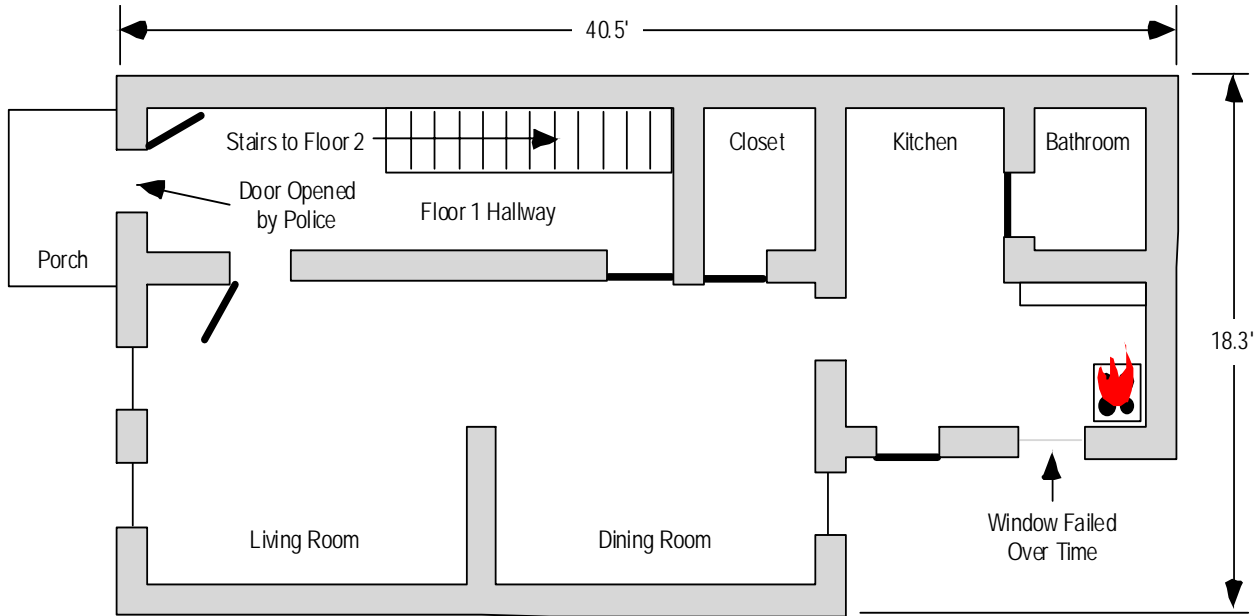 40.5'
Stairs to Floor 2
Closet
Kitchen
Bathroom
Door Opened
by Police
Floor 1 Hallway
Porch
18.3'
Living Room
Dining Room
Window Failed
Over Time